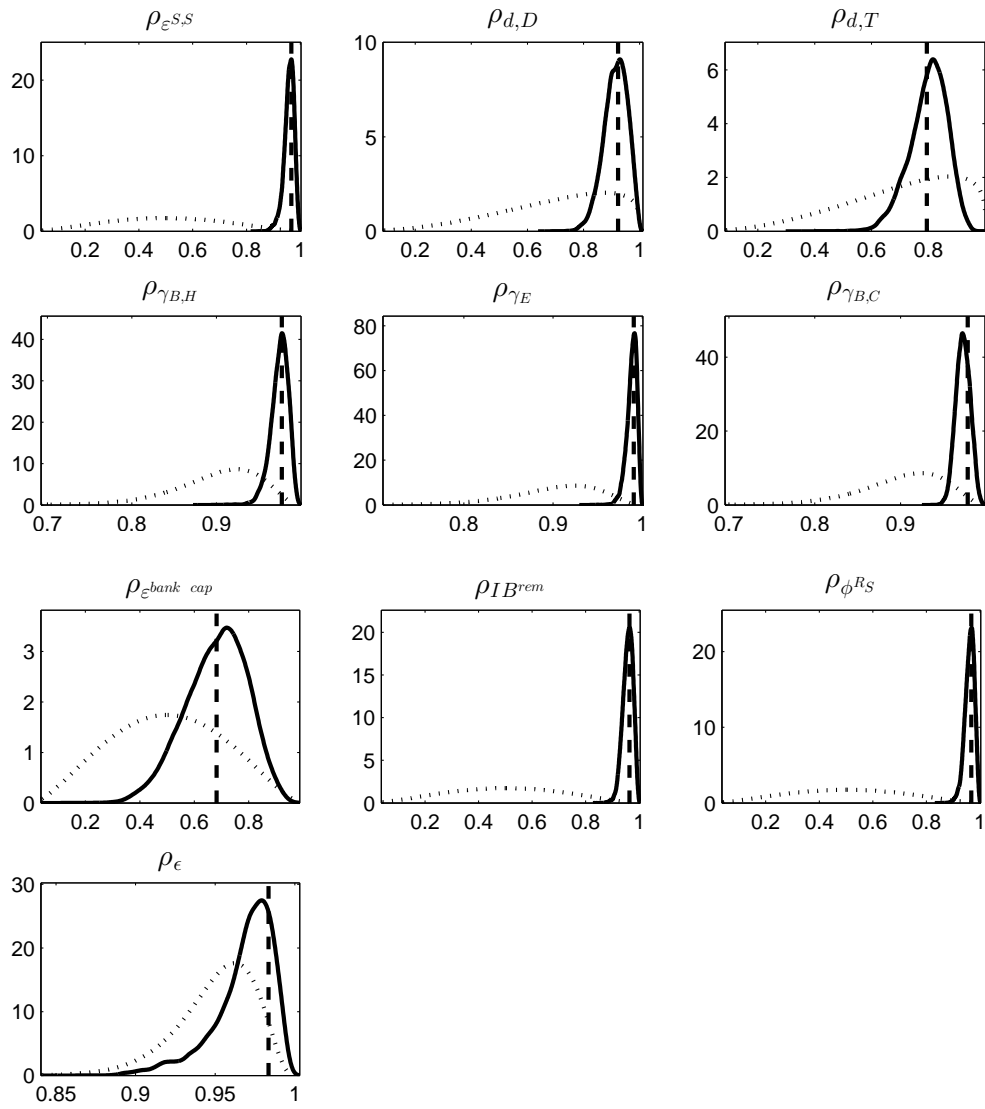 ρ_{ε^{S,S}} ρ_{d,D} ρ_{d,T}
20 10 6
10 5 4
0 0 2
0
0.2 0.4 0.6 0.8 1 0.2 0.4 0.6 0.8 1 0.2 0.4 0.6 0.8
ρ_{γ_{B,H}} ρ_{γ_E} ρ_{γ_{B,C}}
40 80 40
30 60 20
20 40 0
10 20
0 0
0.7 0.8 0.9 0.8 0.9 1 0.7 0.8 0.9
ρ_{ε^{bank cap}} ρ_{IB^{rem}} ρ_{φ^{R_S}}
3 20 20
2 15 10
1 10 0
0 5
0
0.2 0.4 0.6 0.8 0.2 0.4 0.6 0.8 1 0.2 0.4 0.6 0.8 1
ρ_ϵ
30
20
10
0
0.85 0.9 0.95 1